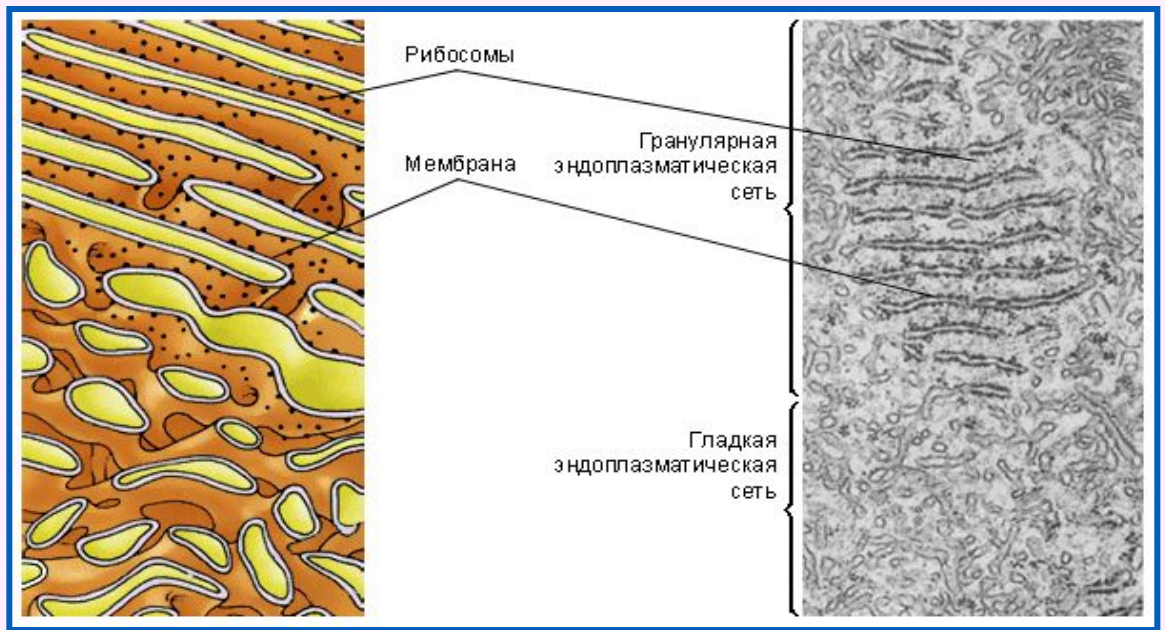 Рибосомы
Мембрана
Гранулярная
эндоплазматическая
сеть
Гладкая
эндоплазматическая
сеть